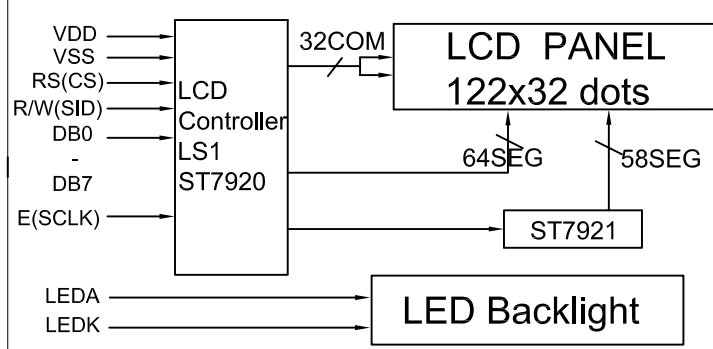 VDD
VSS
RS(CS)
R/W(SID)
DB0
-
DB7
E(SCLK)
LCD
Controller
LS1
ST7920
32COM
LCD PANEL
122x32 dots
64SEG
58SEG
ST7921
LEDA
LEDK
LED Backlight